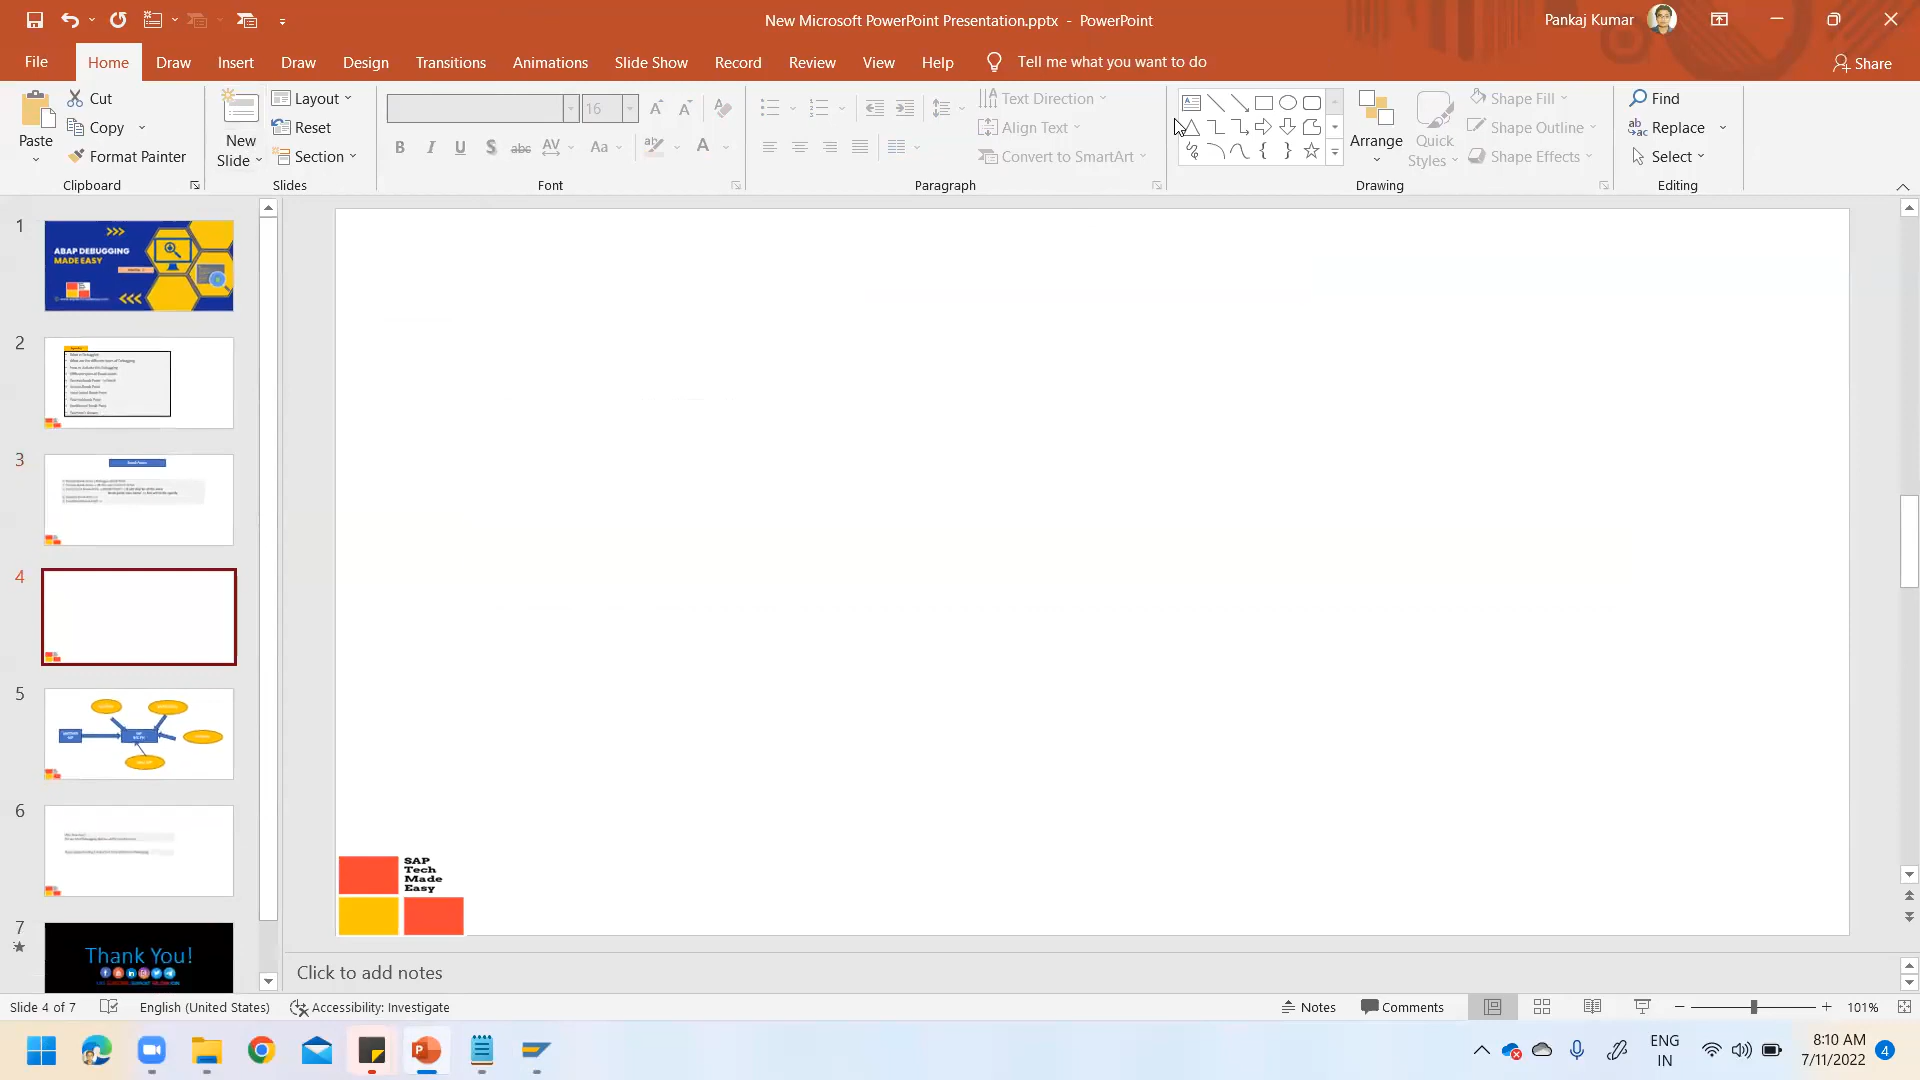 New Microsoft PowerPoint Presentation.pptx - PowerPoint
Pankaj Kumar
File
Home
Draw
Insert
Draw
Design
Transitions
Animations
Slide Show
Record
Review
View
Help
Tell me what you want to do
Share
Paste
Cut
Copy
Format Painter
Clipboard
New Slide
Layout
Reset
Section
Slides
16
B I U S abc AV Aa A
Font
Paragraph
Text Direction
Align Text
Convert to SmartArt
Drawing
Arrange
Quick Styles
Shape Fill
Shape Outline
Shape Effects
Find
Replace
Select
Editing
1
ABAP DEBUGGING
MADE EASY
2
3
4
5
6
7
Thank You!
SAP
Tech
Made
Easy
Click to add notes
Slide 4 of 7
English (United States)
Accessibility: Investigate
Notes
Comments
101%
ENG
IN
8:10 AM
7/11/2022
4